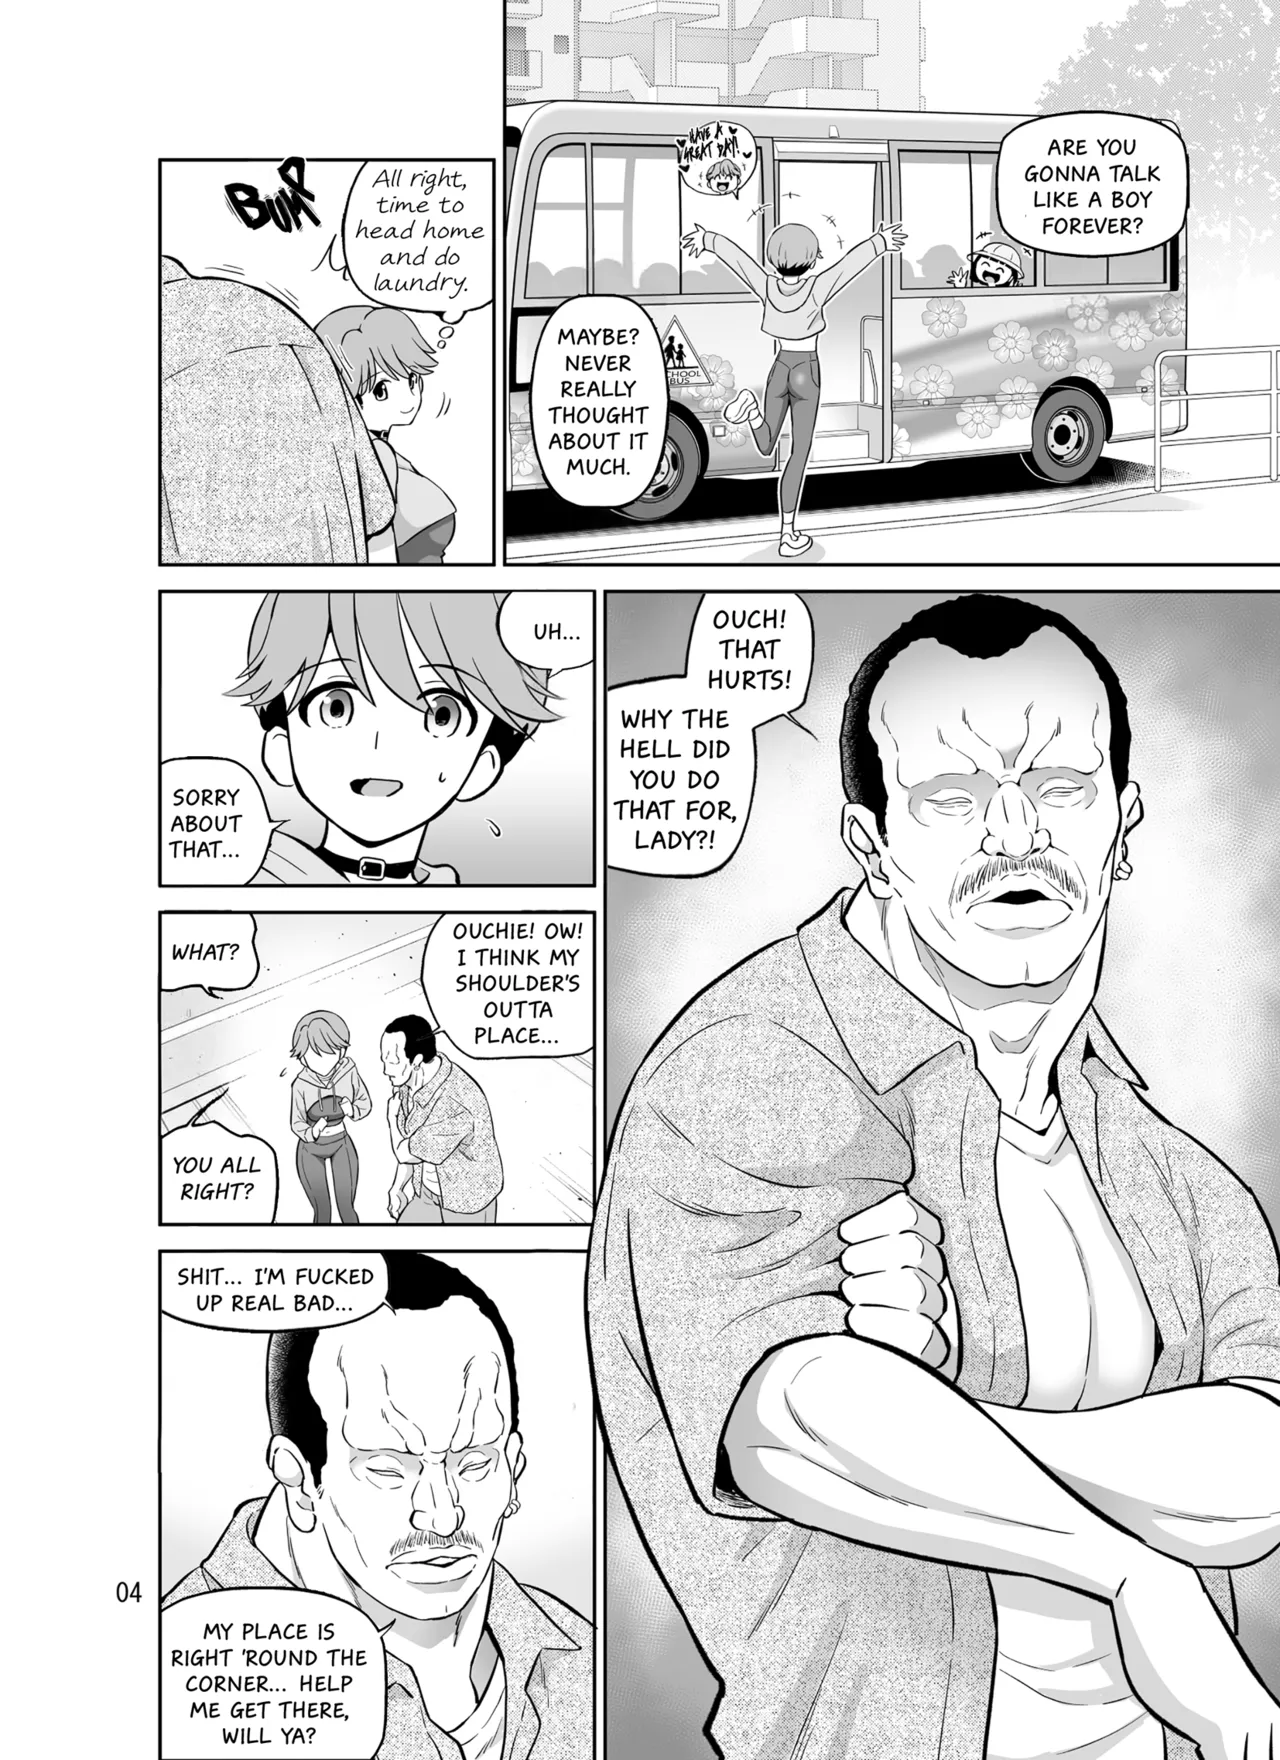 ARE YOU
GONNA TALK
LIKE A BOY
FOREVER?
HAVE A
GREAT DAY!
MAYBE?
NEVER
REALLY
THOUGHT
ABOUT IT
MUCH.
SCHOOL
BUS
All right,
time to
head home
and do
laundry.
BUMP
OUCH!
THAT
HURTS!
WHY THE
HELL DID
YOU DO
THAT FOR,
LADY?!
UH...
SORRY
ABOUT
THAT...
OUCHIE! OW!
I THINK MY
SHOULDER'S
OUTTA
PLACE...
WHAT?
YOU ALL
RIGHT?
SHIT... I'M FUCKED
UP REAL BAD...
MY PLACE IS
RIGHT 'ROUND THE
CORNER... HELP
ME GET THERE,
WILL YA?
04